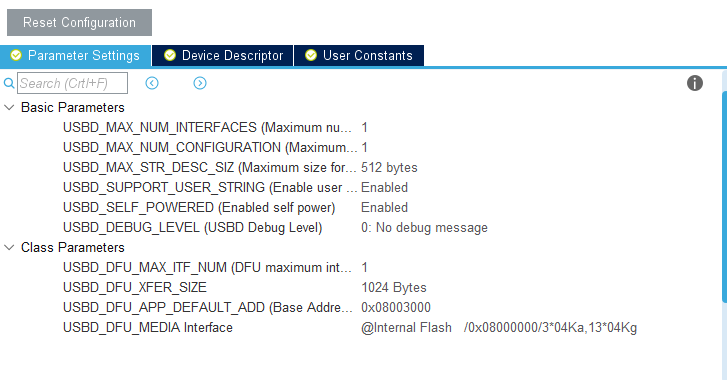 Reset Configuration
Parameter Settings Device Descriptor User Constants
Search (Crtl+F)
Basic Parameters
USBD_MAX_NUM_INTERFACES (Maximum nu... 1
USBD_MAX_NUM_CONFIGURATION (Maximum... 1
USBD_MAX_STR_DESC_SIZ (Maximum size for... 512 bytes
USBD_SUPPORT_USER_STRING (Enable user ... Enabled
USBD_SELF_POWERED (Enabled self power) Enabled
USBD_DEBUG_LEVEL (USBD Debug Level) 0: No debug message
Class Parameters
USBD_DFU_MAX_ITF_NUM (DFU maximum int... 1
USBD_DFU_XFER_SIZE 1024 Bytes
USBD_DFU_APP_DEFAULT_ADD (Base Addre... 0x08003000
USBD_DFU_MEDIA Interface @Internal Flash /0x08000000/3*04Ka,13*04Kg